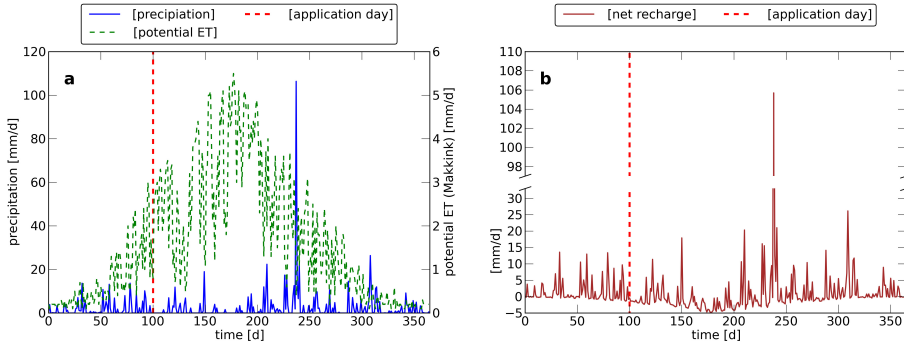 [precipiation] [application day]
[potential ET]
a
precipitation [mm/d]
0 20 40 60 80 100 120
0 50 100 150 200 250 300 350
time [d]
0 1 2 3 4 5 6
potential ET (Makkink) [mm/d]
[net recharge] [application day]
b
[mm/d]
110 108 106 104 102 100 98
30 25 20 15 10 5 0 −5
0 50 100 150 200 250 300 350
time [d]